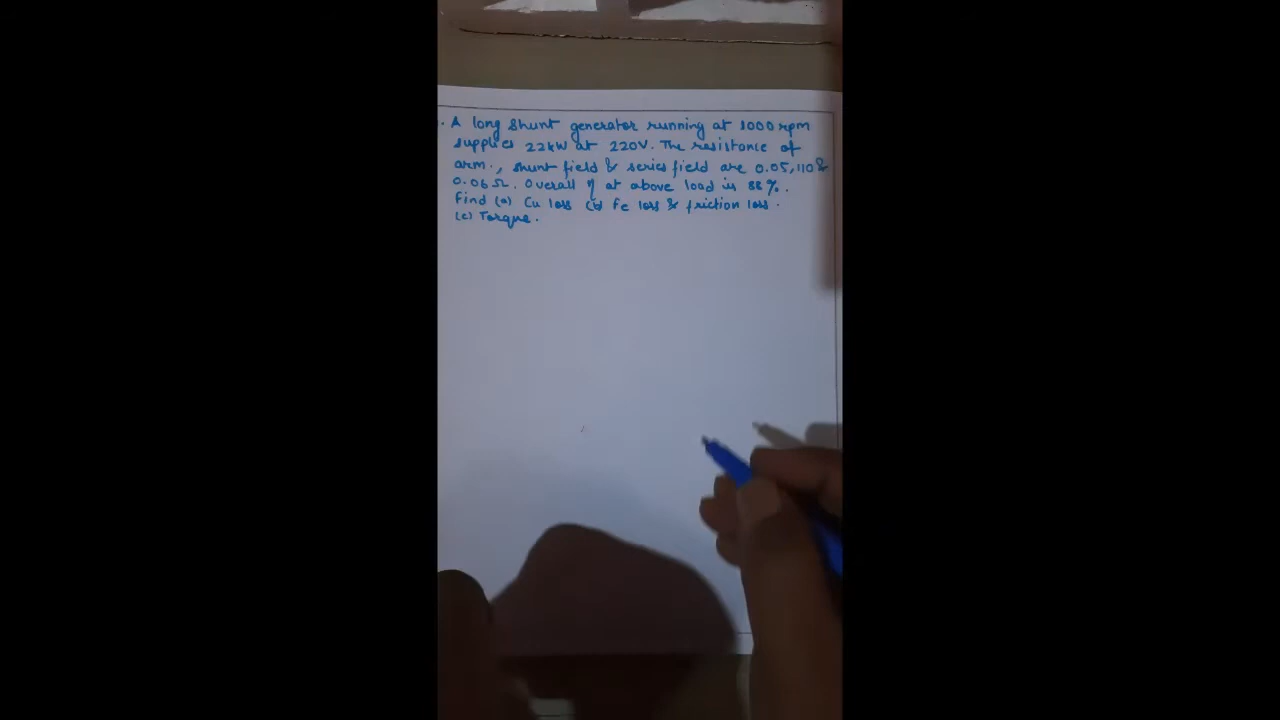 . A long shunt generator running at 1000 rpm
supplies 22kW at 220V. The resistance of
arm., shunt field & series field are 0.05, 110 &
0.06 Ω. Overall η at above load is 88%.
Find (a) Cu loss (b) Fe loss & friction loss.
(c) Torque.